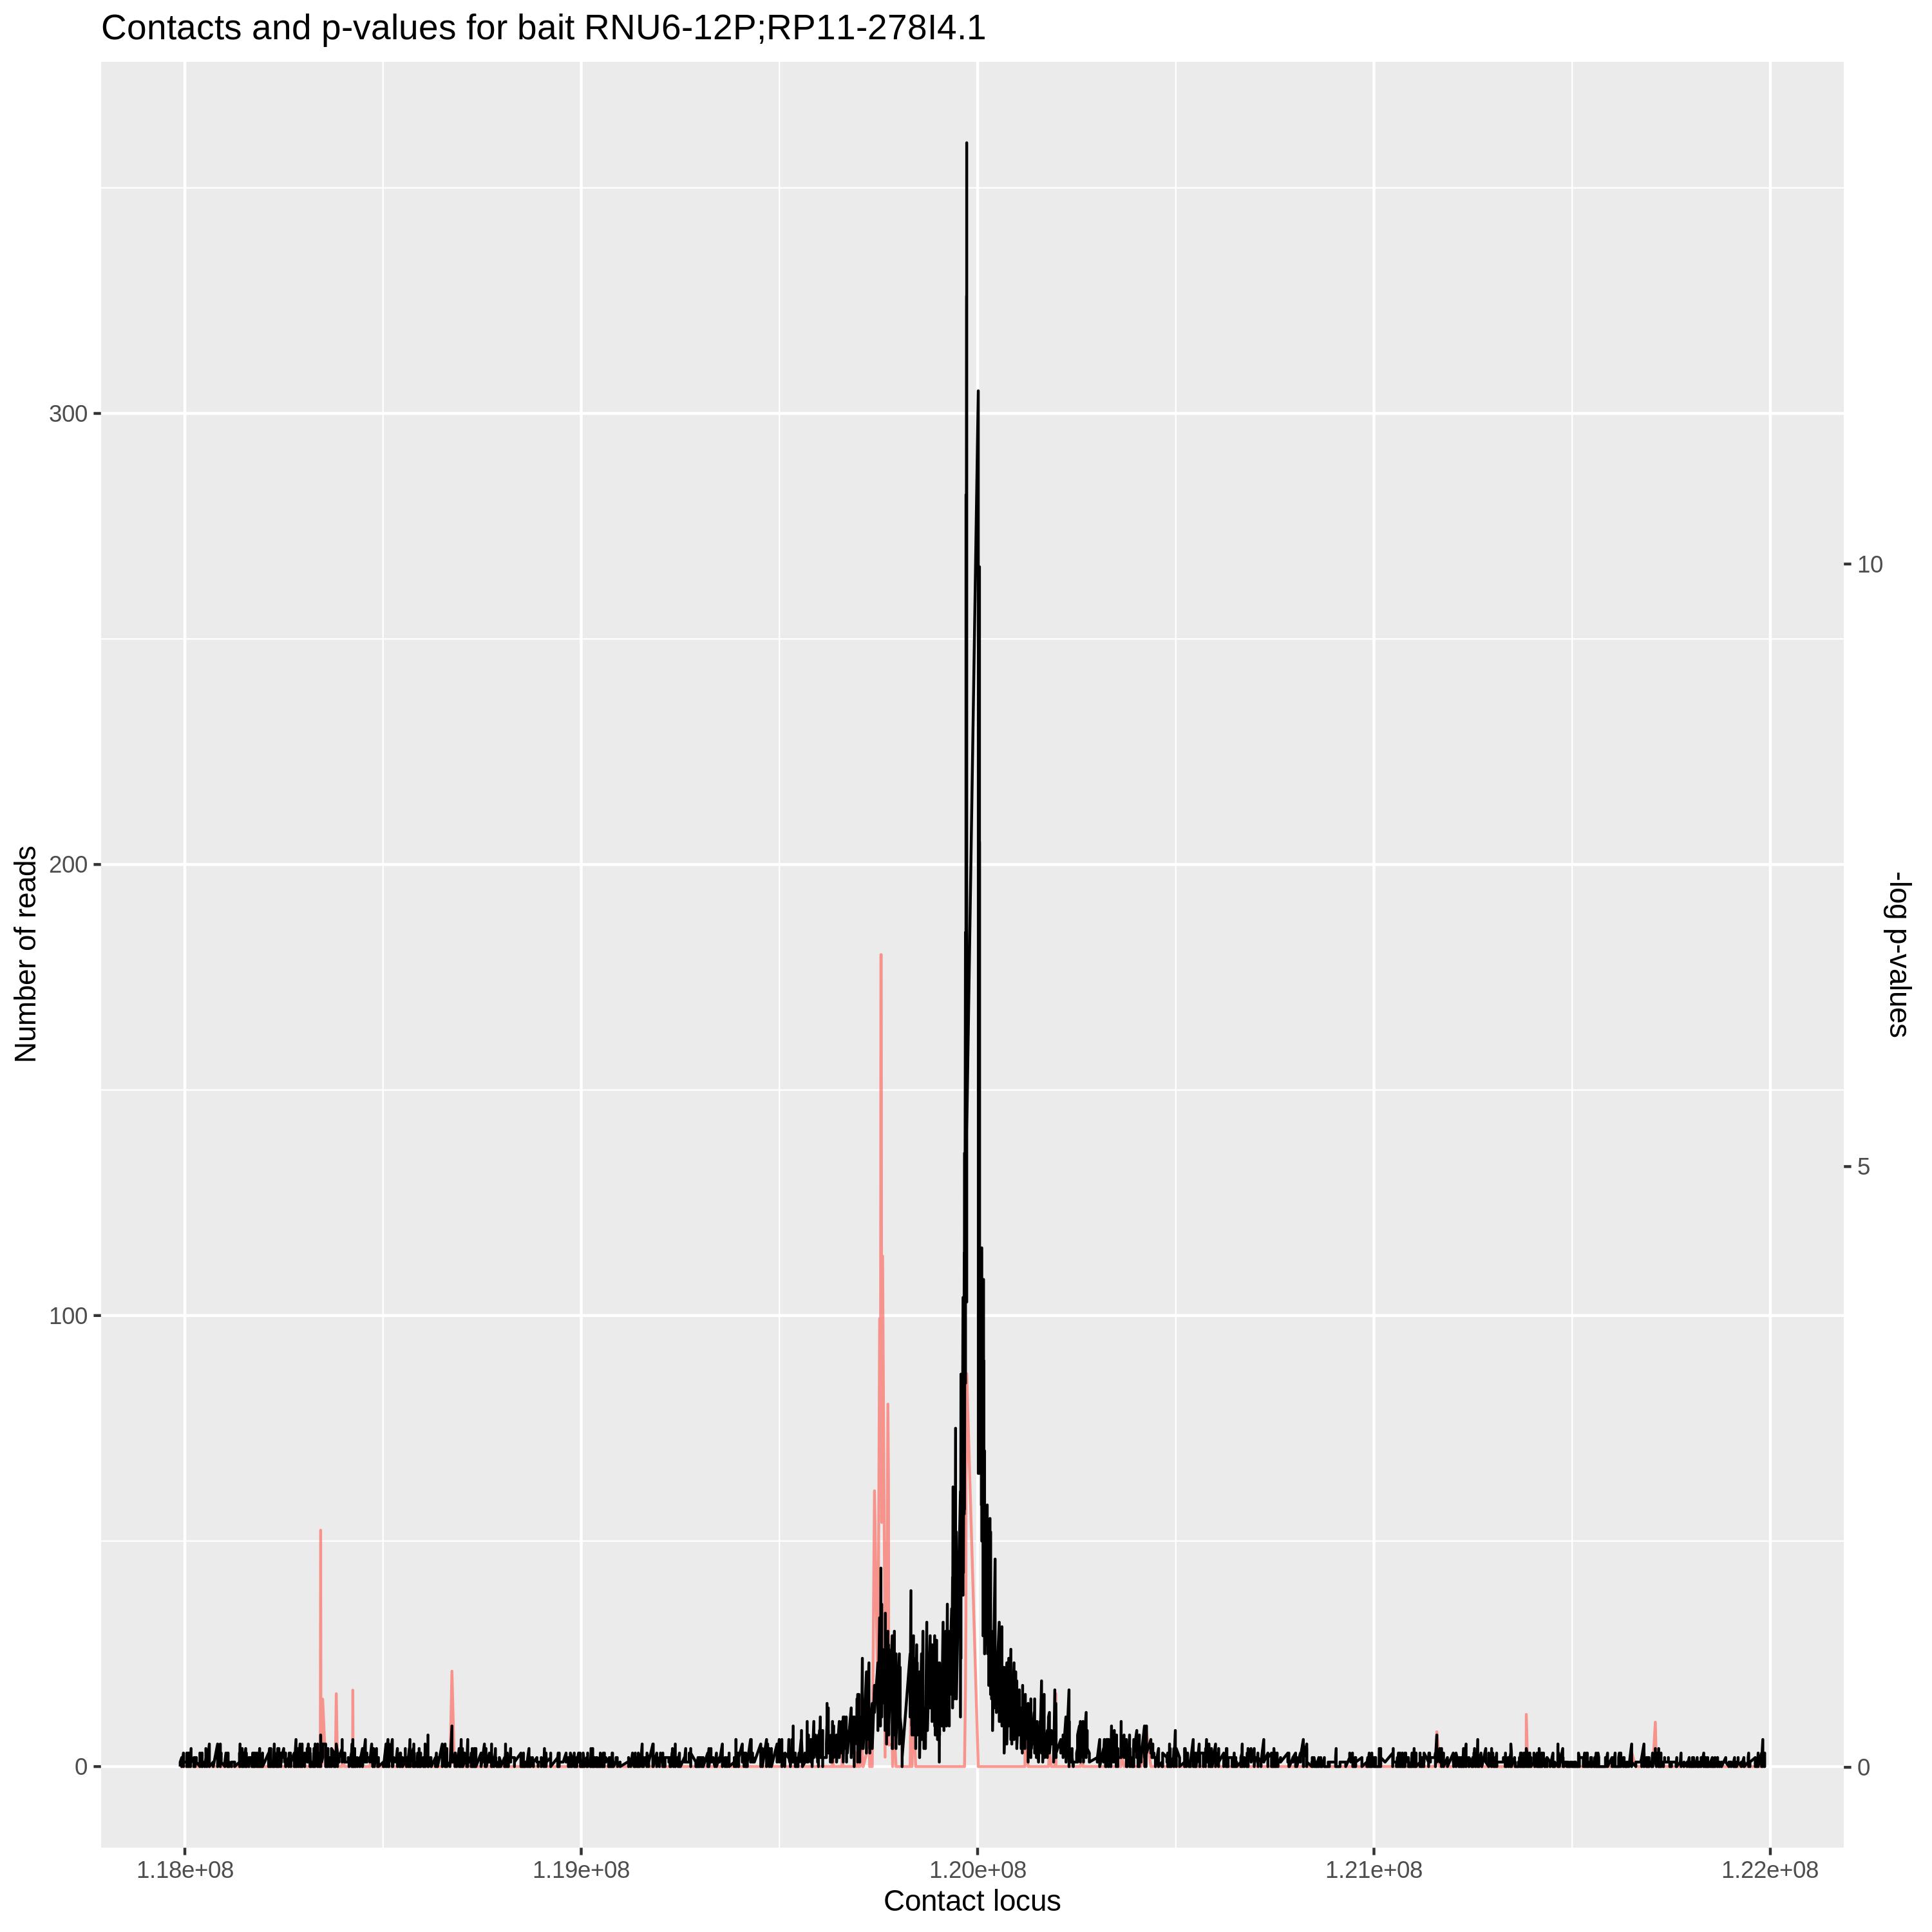 Contacts and p-values for bait RNU6-12P;RP11-278I4.1
Number of reads
300
200
100
0
10
5
0
-log p-values
1.18e+08
1.19e+08
1.20e+08
1.21e+08
1.22e+08
Contact locus